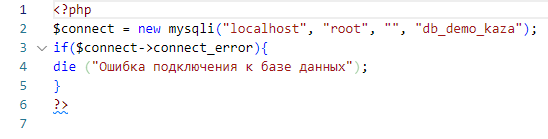 1 <?php
2 $connect = new mysqli("localhost", "root", "", "db_demo_kaza");
3 if($connect->connect_error){
4 die ("Ошибка подключения к базе данных");
5 }
6 ?>
7